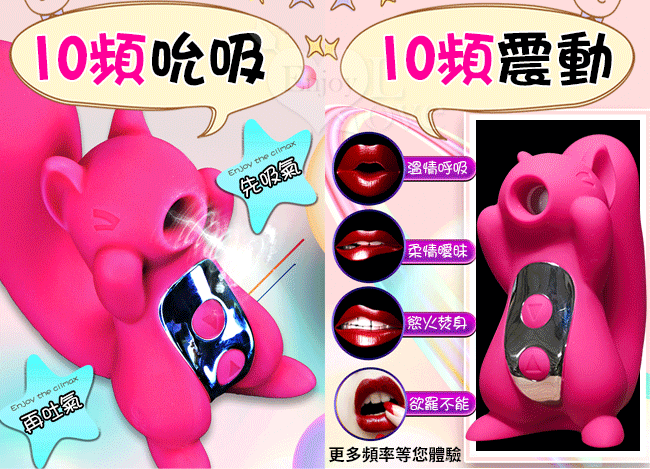 10頻吮吸
10頻震動
Enjoy
Enjoy the climax
先吸氣
溫情呼吸
柔情曖昧
慾火焚身
欲罷不能
Enjoy the climax
再吐氣
更多頻率等您體驗